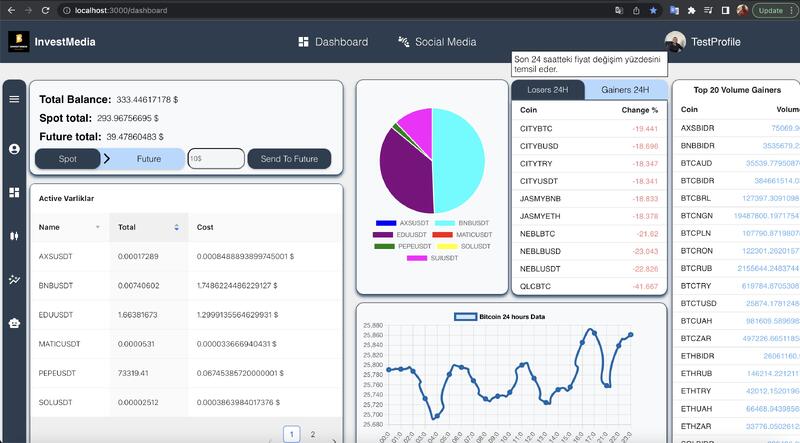 localhost:3000/dashboard
Update
InvestMedia
Dashboard
Social Media
TestProfile
Son 24 saatteki fiyat değişim yüzdesini
temsil eder.
Total Balance: 333.44617178 $
Spot total: 293.96756695 $
Future total: 39.47860483 $
Spot
Future
10$
Send To Future
Active Varliklar
Name Total Cost
AXSUSDT 0.00017289 0.0008488893899745001 $
BNBUSDT 0.00740602 1.7486224486229127 $
EDUUSDT 1.66381673 1.2999135564629931 $
MATICUSDT 0.0000531 0.000033666940431 $
PEPEUSDT 73319.41 0.06745385720000001 $
SOLUSDT 0.00002512 0.0003863984017376 $
1 2
AXSUSDT BNBUSDT
EDUUSDT MATICUSDT
PEPEUSDT SOLUSDT
SUIUSDT
Losers 24H Gainers 24H
Coin Change %
CITYBTC -19.441
CITYBUSD -18.696
CITYTRY -18.347
CITYUSDT -18.341
JASMYBNB -18.833
JASMYETH -18.378
NEBLBTC -21.62
NEBLBUSD -23.043
NEBLUSDT -22.826
QLCBTC -41.667
Bitcoin 24 hours Data
25,880
25,860
25,840
25,820
25,800
25,780
25,760
25,740
25,720
25,700
25,680
Top 20 Volume Gainers
Coin Volum
AXSBIDR 75069.9
BNBBIDR 3535679.2
BTCAUD 35539.7795087
BTCBIDR 384661514.0
BTCBRL 127397.3091098
BTCNGN 19487600.1971754
BTCPLN 107790.8719807
BTCRON 122301.2620157
BTCRUB 2155644.2483744
BTCTRY 619784.8705308
BTCTUSD 25874.1781248
BTCUAH 981609.589698
BTCZAR 497226.6651185
ETHBIDR 26061160.
ETHRUB 146214.221211
ETHTRY 42012.1520196
ETHUAH 66468.9439856
ETHZAR 33776.0502612